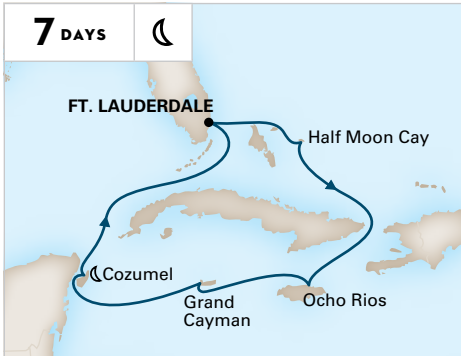 7 DAYS
FT. LAUDERDALE
Half Moon Cay
Cozumel
Grand
Cayman
Ocho Rios